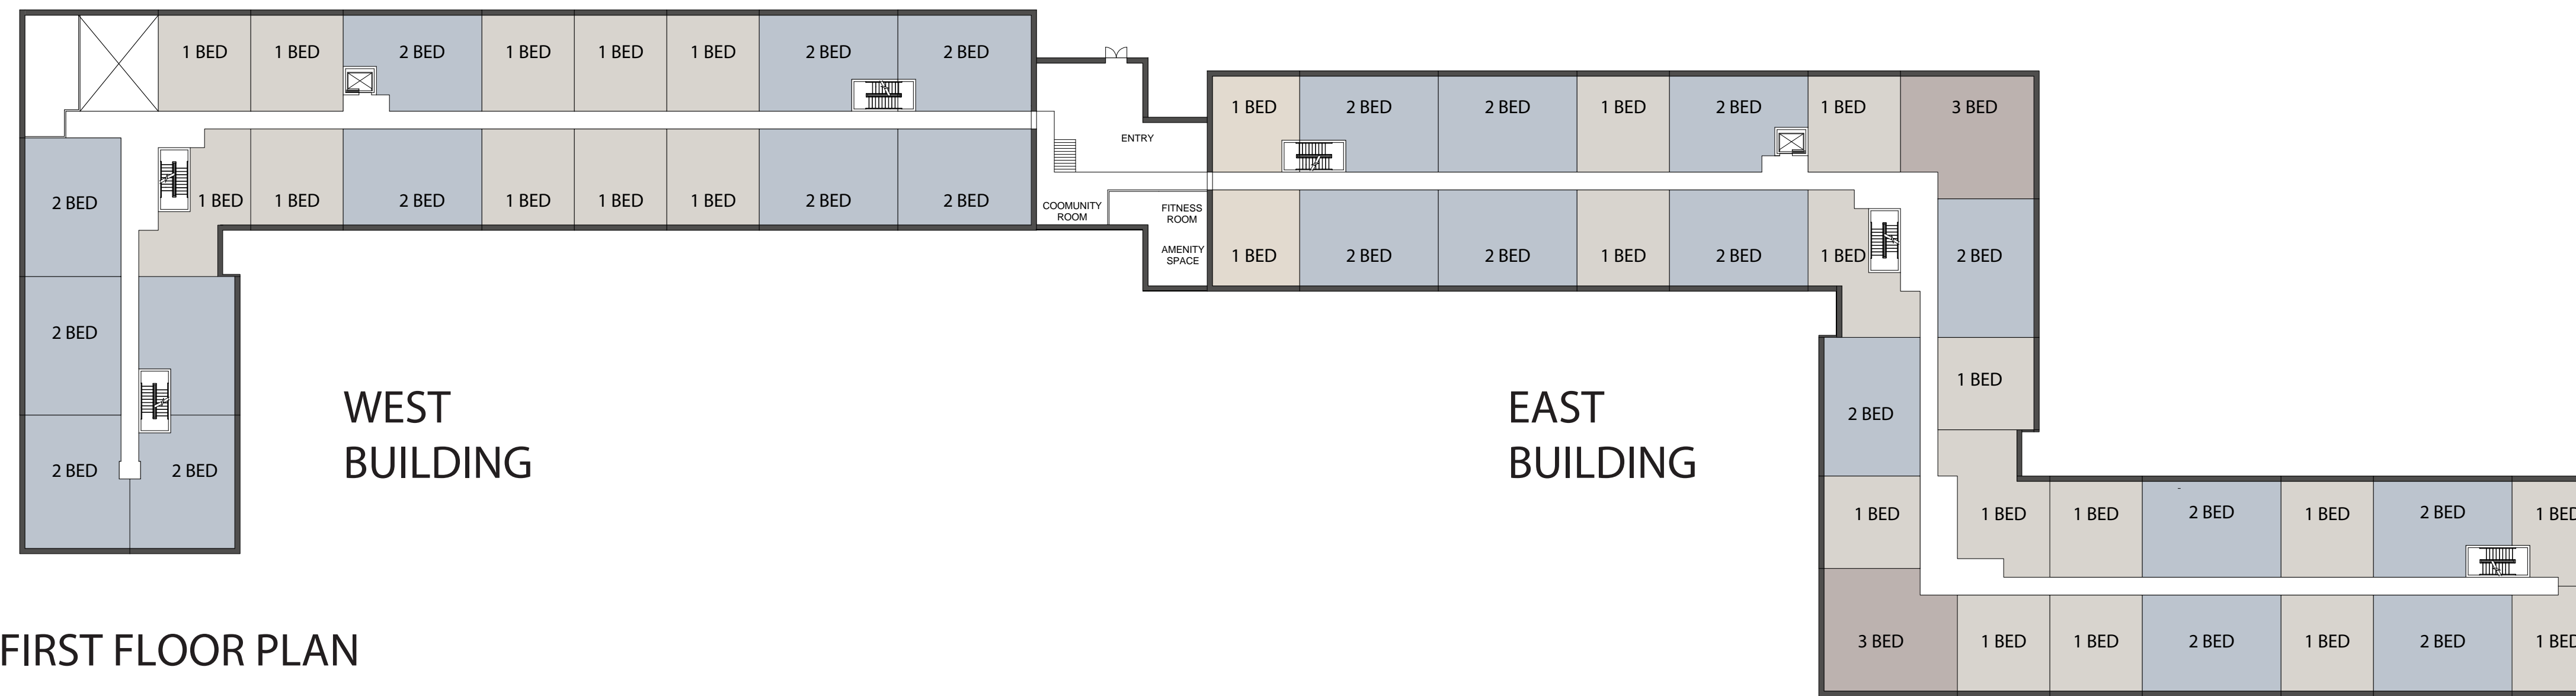 1 BED 1 BED 2 BED 1 BED 1 BED 1 BED 2 BED 2 BED
1 BED 2 BED 2 BED 1 BED 2 BED 1 BED 3 BED
ENTRY
2 BED 1 BED 1 BED 2 BED 1 BED 1 BED 1 BED 2 BED 2 BED
COOMUNITY
ROOM
FITNESS
ROOM
AMENITY
SPACE
1 BED 2 BED 2 BED 1 BED 2 BED 1 BED 2 BED
2 BED
1 BED
WEST
BUILDING
EAST
BUILDING
2 BED
2 BED 2 BED
1 BED 1 BED 1 BED 2 BED 1 BED 2 BED 1 BED
3 BED 1 BED 1 BED 2 BED 1 BED 2 BED 1 BED
FIRST FLOOR PLAN